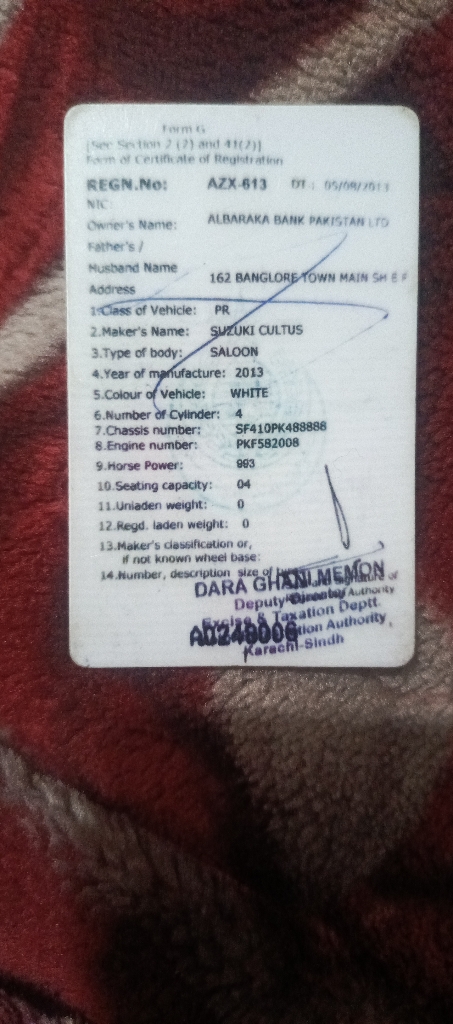 Form G
[See Section 2 (2) and 41(2)]
Form of Certificate of Registration
REGN.No: AZX-613 DT : 05/08/2013
NIC:
Owner's Name: ALBARAKA BANK PAKISTAN LTD
Father's /
Husband Name
Address 162 BANGLORE TOWN MAIN SH E F
1.Class of Vehicle: PR
2.Maker's Name: SUZUKI CULTUS
3.Type of body: SALOON
4.Year of manufacture: 2013
5.Colour of Vehicle: WHITE
6.Number of Cylinder: 4
7.Chassis number: SF410PK488888
8.Engine number: PKF582008
9.Horse Power: 993
10.Seating capacity: 04
11.Unladen weight: 0
12.Regd. laden weight: 0
13.Maker's classification or,
if not known wheel base:
14.Number, description size of
DARA GHANI MEMON
Deputy Director Authority
Excise & Taxation Deptt.
A0248006 Authority,
Karachi-Sindh